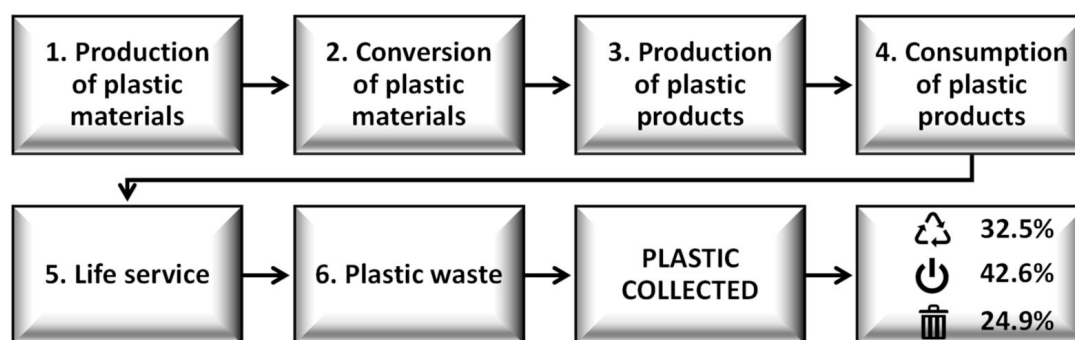 1. Production
of plastic
materials
2. Conversion
of plastic
materials
3. Production
of plastic
products
4. Consumption
of plastic
products
5. Life service
6. Plastic waste
PLASTIC
COLLECTED
32.5%
42.6%
24.9%